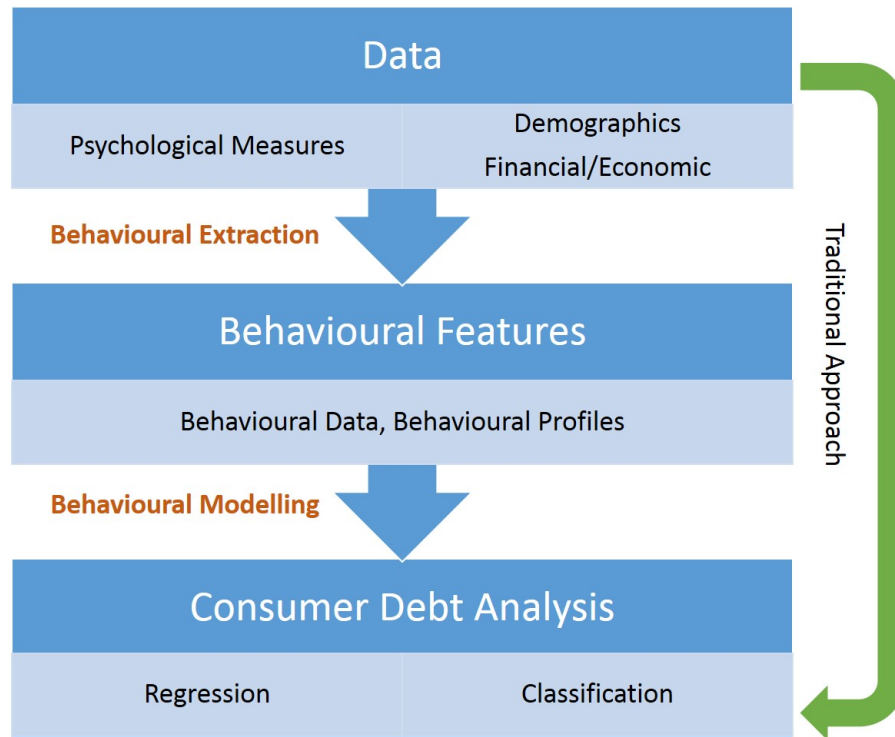 Data
Psychological Measures
Demographics
Financial/Economic
Behavioural Extraction
Behavioural Features
Behavioural Data, Behavioural Profiles
Behavioural Modelling
Consumer Debt Analysis
Regression
Classification
Traditional Approach